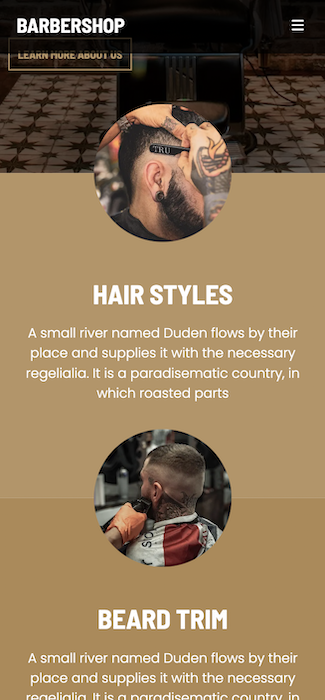 BARBERSHOP
LEARN MORE ABOUT US
TRU
HAIR STYLES
A small river named Duden flows by their
place and supplies it with the necessary
regelialia. It is a paradisematic country, in
which roasted parts
BEARD TRIM
A small river named Duden flows by their
place and supplies it with the necessary
regelialia. It is a paradisematic country, in